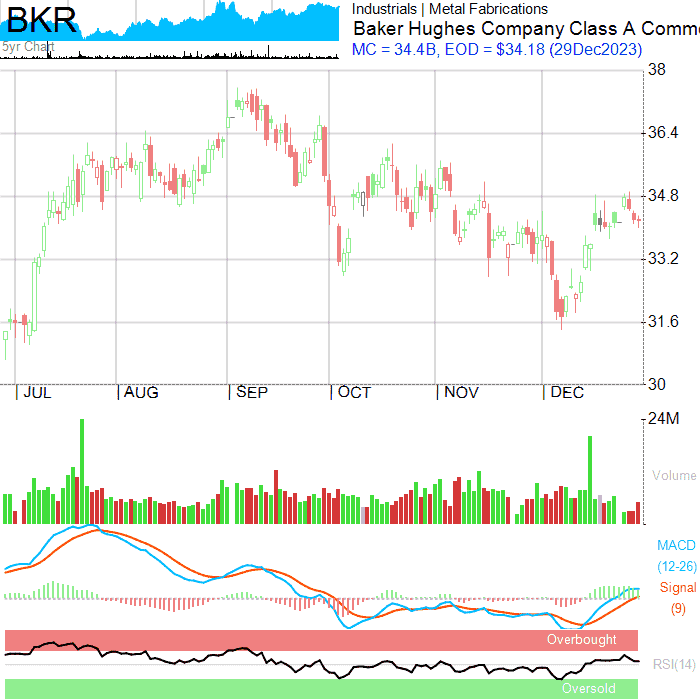 BKR
Industrials | Metal Fabrications
Baker Hughes Company Class A Comm
5yr Chart
MC = 34.4B, EOD = $34.18 (29Dec2023)
38
36.4
34.8
33.2
31.6
30
JUL AUG SEP OCT NOV DEC
24M
Volume
MACD
(12-26)
Signal
(9)
Overbought
RSI(14)
Oversold